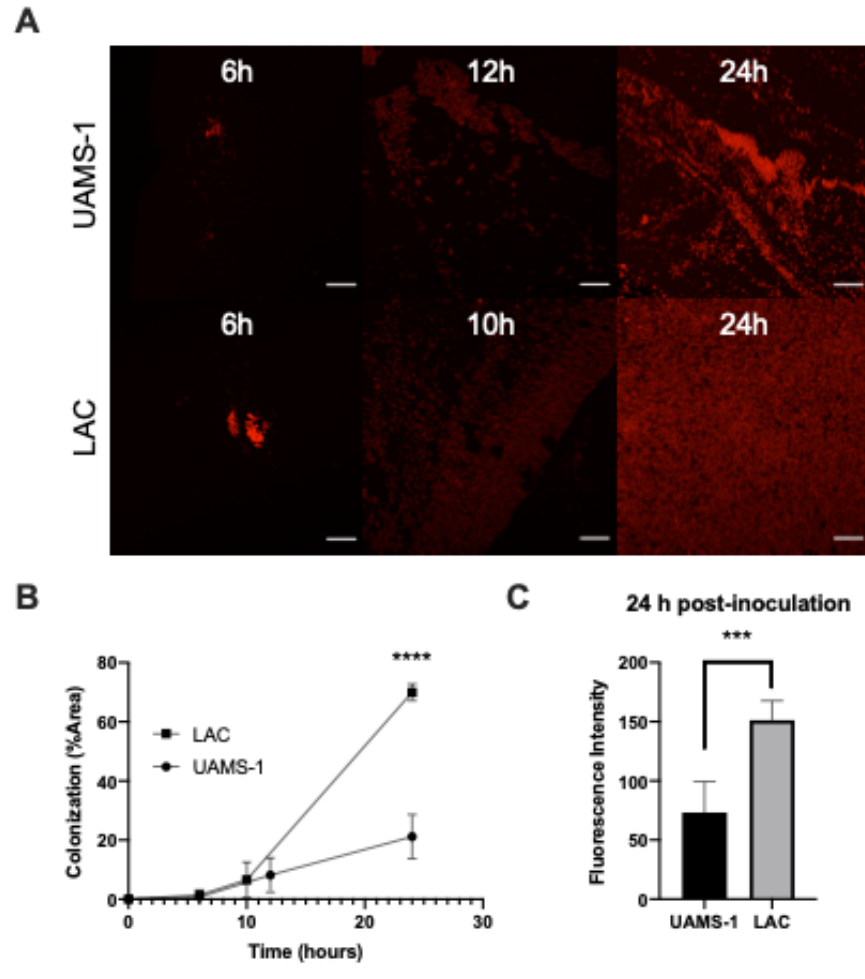 A
6h 12h 24h
UAMS-1
6h 10h 24h
LAC
B
C
24 h post-inoculation
****
***
80
60
40
20
0
Colonization (%Area)
LAC
UAMS-1
0 10 20 30
Time (hours)
200
150
100
50
0
Fluorescence Intensity
UAMS-1 LAC